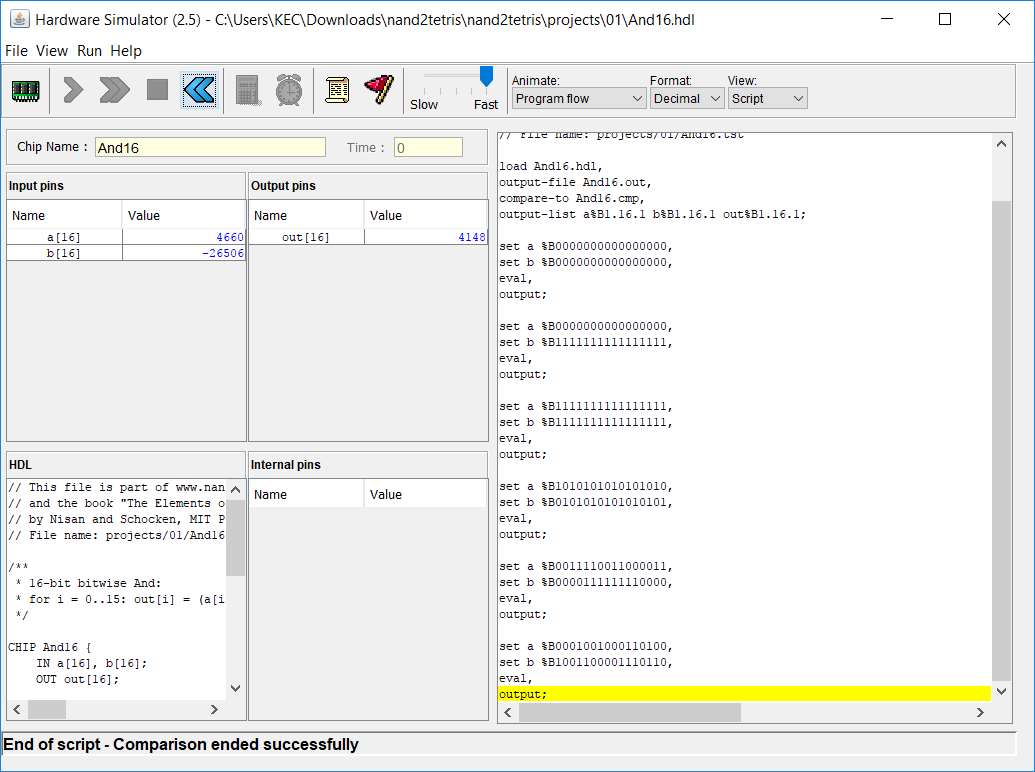 Hardware Simulator (2.5) - C:\Users\KEC\Downloads\nand2tetris\nand2tetris\projects\01\And16.hdl
File View Run Help
Slow Fast
Animate: Format: View:
Program flow Decimal Script
Chip Name : And16 Time : 0
Input pins
Name Value
a[16] 4660
b[16] -26506
Output pins
Name Value
out[16] 4148
HDL
// This file is part of www.nan
// and the book "The Elements o
// by Nisan and Schocken, MIT P
// File name: projects/01/And16
/**
* 16-bit bitwise And:
* for i = 0..15: out[i] = (a[i
*/
CHIP And16 {
IN a[16], b[16];
OUT out[16];
Internal pins
Name Value
// File name: projects/01/And16.tst
load And16.hdl,
output-file And16.out,
compare-to And16.cmp,
output-list a%B1.16.1 b%B1.16.1 out%B1.16.1;
set a %B0000000000000000,
set b %B0000000000000000,
eval,
output;
set a %B0000000000000000,
set b %B1111111111111111,
eval,
output;
set a %B1111111111111111,
set b %B1111111111111111,
eval,
output;
set a %B1010101010101010,
set b %B0101010101010101,
eval,
output;
set a %B0011110011000011,
set b %B0000111111110000,
eval,
output;
set a %B0001001000110100,
set b %B1001100001110110,
eval,
output;
End of script - Comparison ended successfully